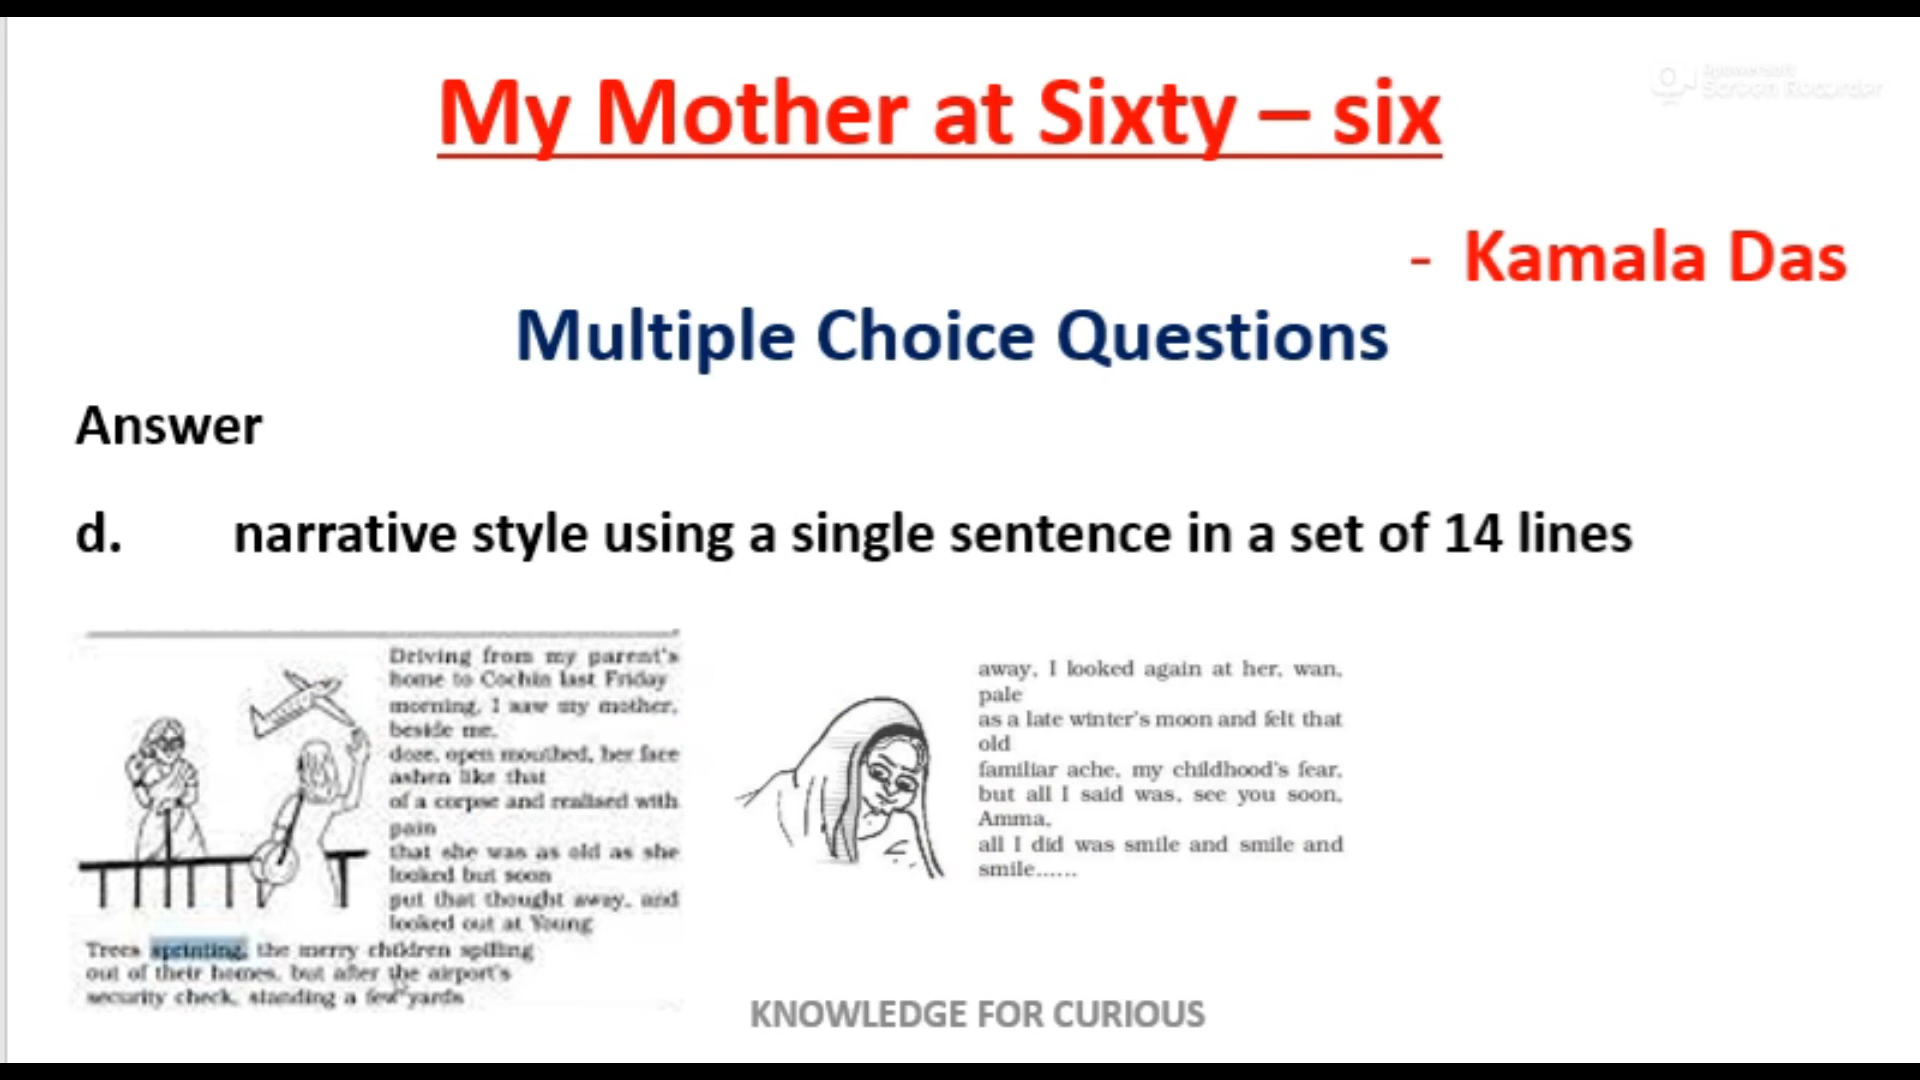 My Mother at Sixty – six
Apowersoft
Screen Recorder
- Kamala Das
Multiple Choice Questions
Answer
d. narrative style using a single sentence in a set of 14 lines
Driving from my parent's
home to Cochin last Friday
morning, I saw my mother,
beside me,
doze, open mouthed, her face
ashen like that
of a corpse and realised with
pain
that she was as old as she
looked but soon
put that thought away, and
looked out at Young
Trees sprinting, the merry children spilling
out of their homes, but after the airport's
security check, standing a few yards
away, I looked again at her, wan,
pale
as a late winter's moon and felt that
old
familiar ache, my childhood's fear,
but all I said was, see you soon,
Amma,
all I did was smile and smile and
smile......
KNOWLEDGE FOR CURIOUS